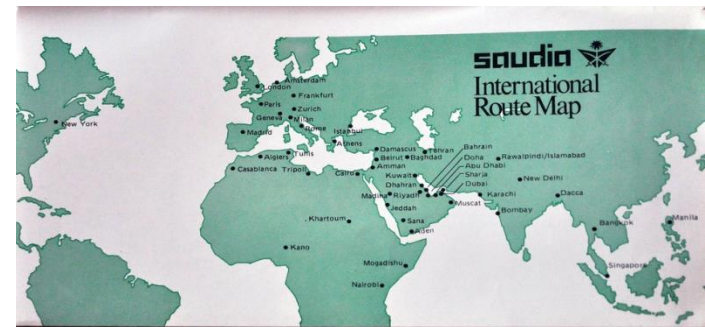 saudia
International
Route Map
New York
Amsterdam
London
Frankfurt
Paris
Zurich
Geneva
Milan
Rome
Madrid
Istanbul
Athens
Algiers
Tunis
Casablanca
Tripoli
Cairo
Damascus
Beirut
Baghdad
Amman
Tehran
Bahrain
Doha
Abu Dhabi
Sharja
Dubai
Kuwait
Dhahran
Madina
Riyadh
Jeddah
Muscat
Rawalpindi/Islamabad
New Delhi
Karachi
Dacca
Bombay
Khartoum
Sana
Aden
Kano
Mogadishu
Nairobi
Bangkok
Manila
Singapore